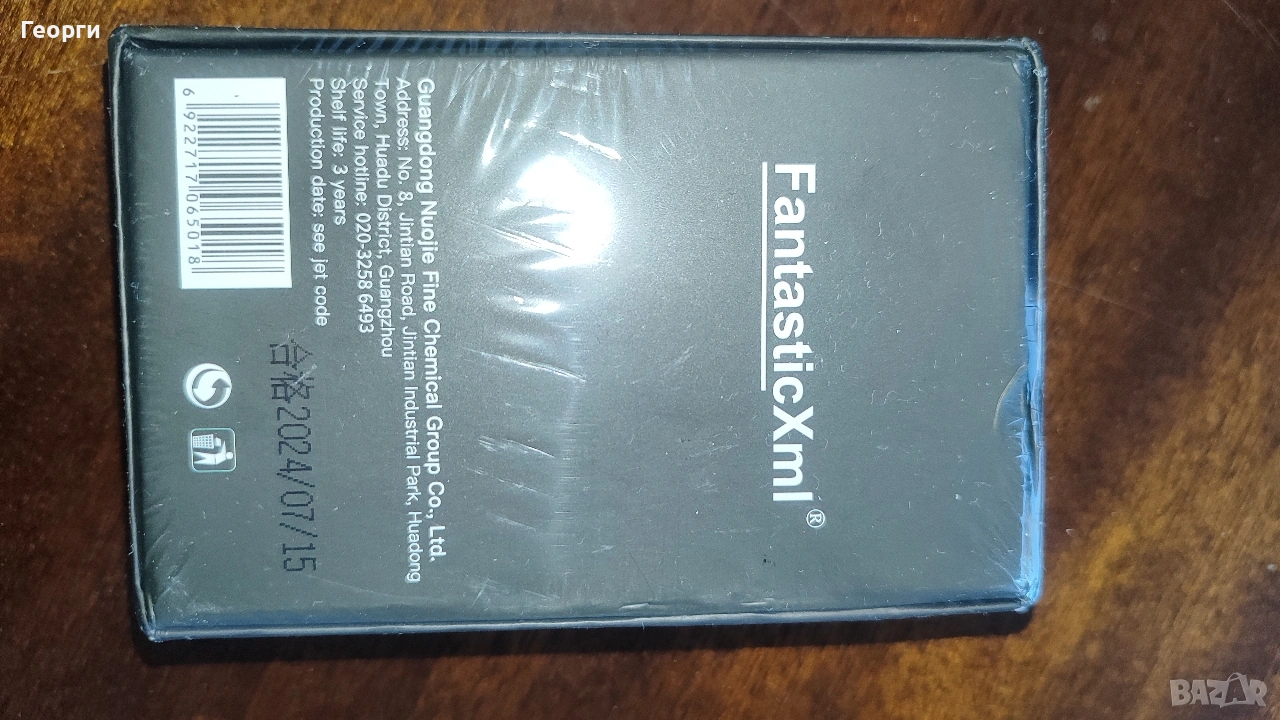 Георги
FantasticXml®
Guangdong Nuojie Fine Chemical Group Co., Ltd.
Address: No. 8, Jintian Road, Jintian Industrial Park, Huadong
Town, Huadu District, Guangzhou
Service hotline: 020-3258 6493
Shelf life: 3 years
Production date: see jet code
合格2024/07/15
6 922717 065018
BAZAR